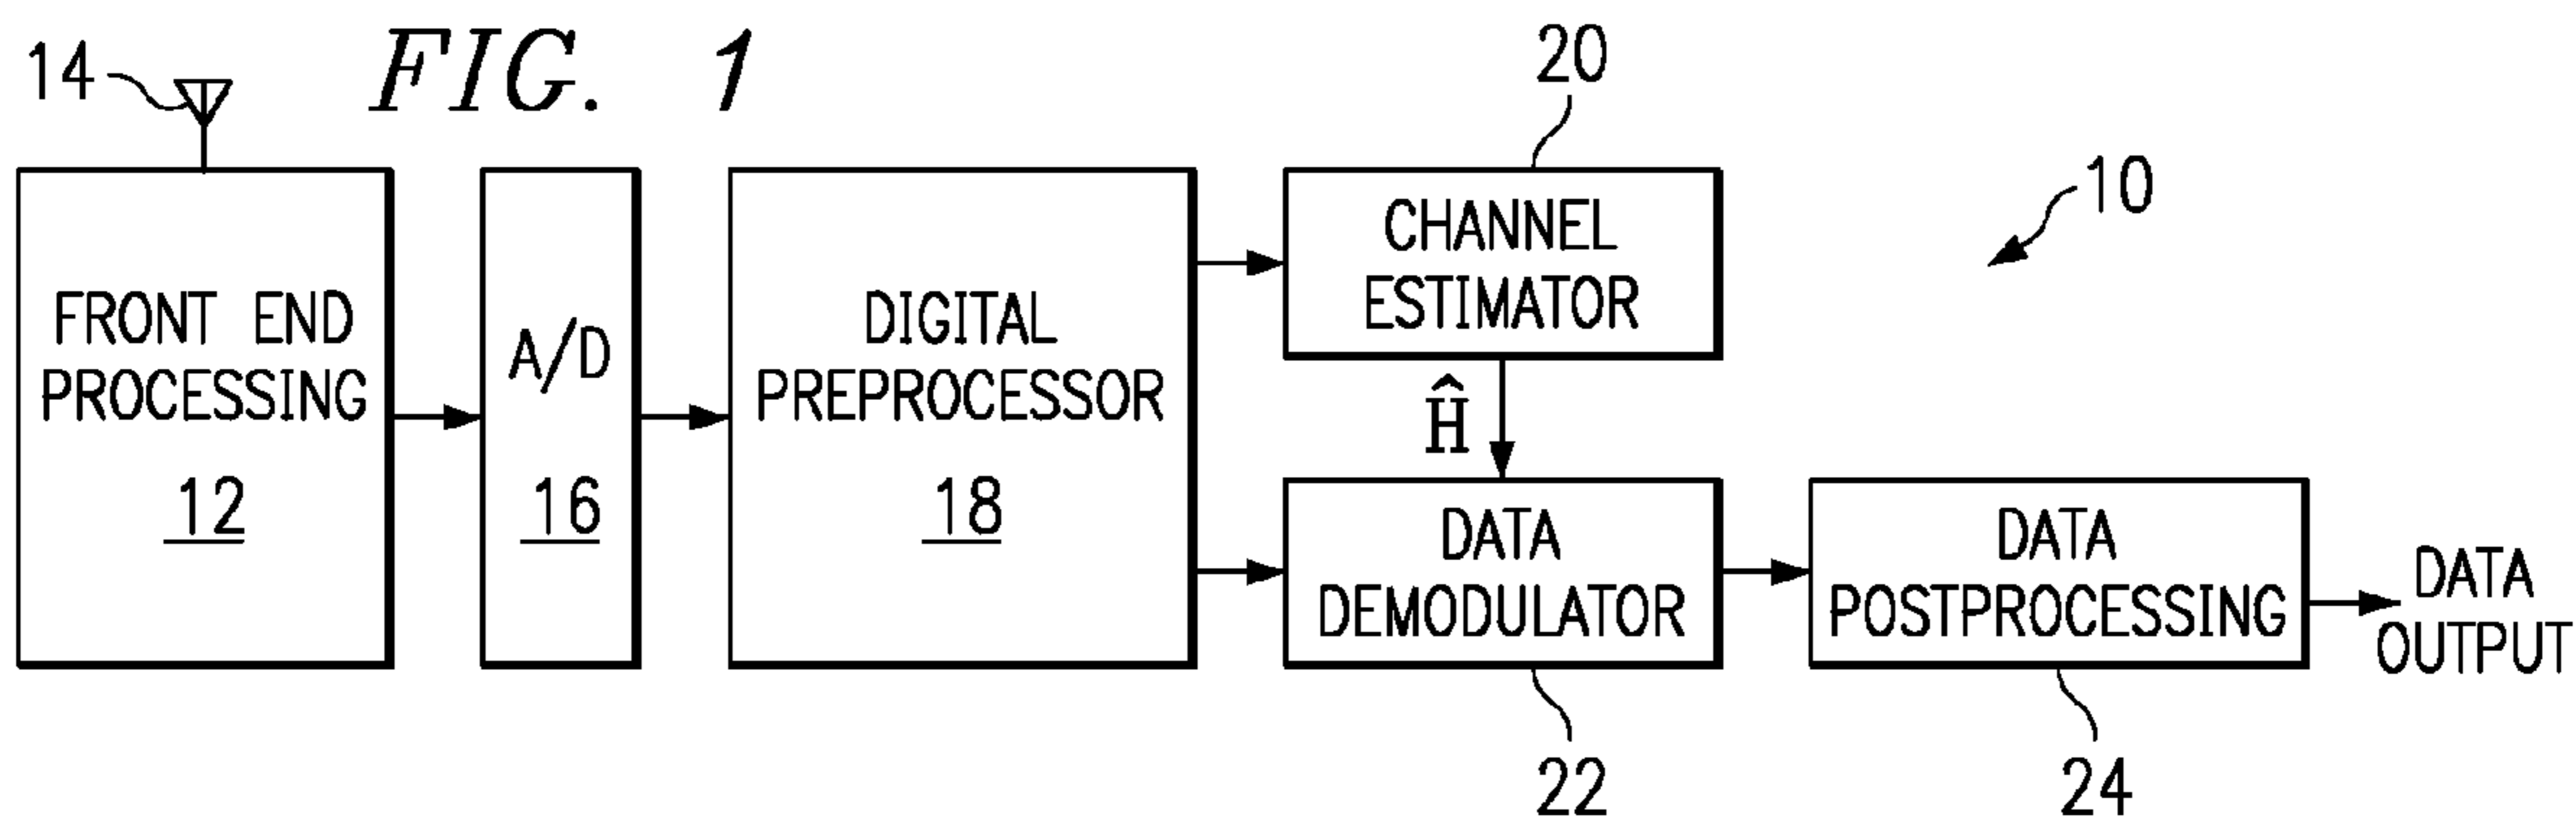 FIG. 1
14
20
10
FRONT END
PROCESSING
12
A/D
16
DIGITAL
PREPROCESSOR
18
CHANNEL
ESTIMATOR
Ĥ
DATA
DEMODULATOR
22
DATA
POSTPROCESSING
24
DATA
OUTPUT